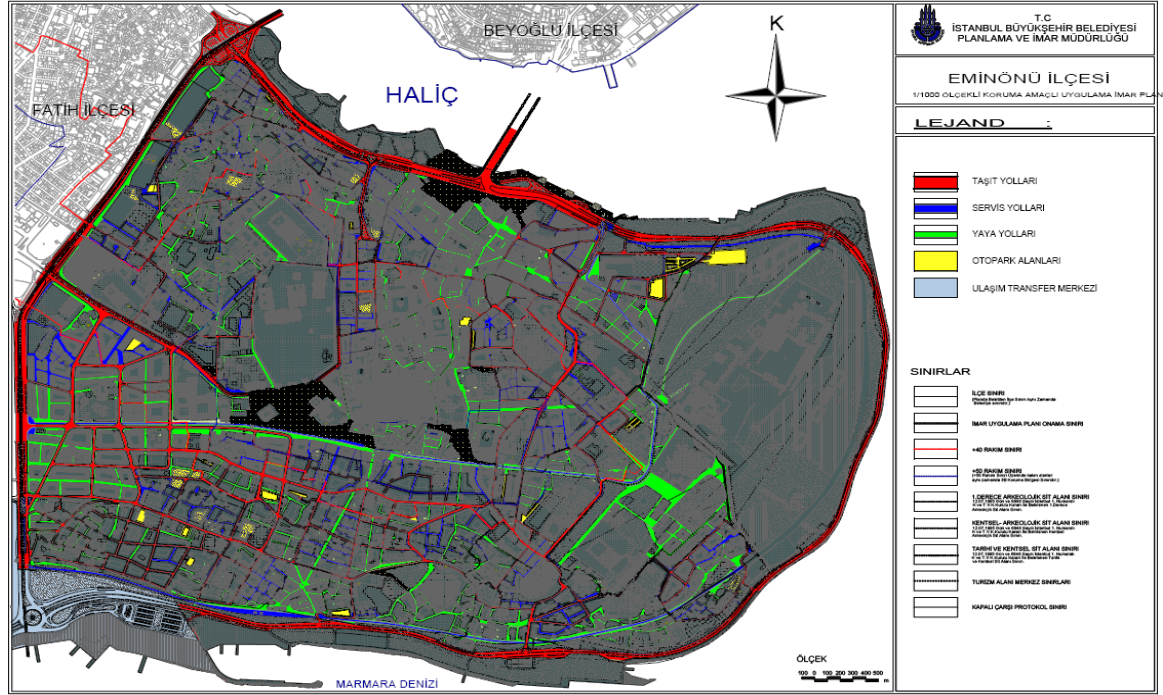 BEYOĞLU İLÇESİ
FATİH İLÇESİ
HALİÇ
K
MARMARA DENİZİ
ÖLÇEK
100 0 100 200 300 400 500
m
T.C
İSTANBUL BÜYÜKŞEHİR BELEDİYESİ
PLANLAMA VE İMAR MÜDÜRLÜĞÜ
EMİNÖNÜ İLÇESİ
1/1000 ÖLÇEKLİ KORUMA AMAÇLI UYGULAMA İMAR PLAN
LEJAND :
TAŞIT YOLLARI
SERVİS YOLLARI
YAYA YOLLARI
OTOPARK ALANLARI
ULAŞIM TRANSFER MERKEZİ
SINIRLAR
İLÇE SINIRI
İMAR UYGULAMA PLANI ONAMA SINIRI
+40 RAKIM SINIRI
+50 RAKIM SINIRI
1.DERECE ARKEOLOJİK SİT ALANI SINIRI
KENTSEL- ARKEOLOJİK SİT ALANI SINIRI
TARİHİ VE KENTSEL SİT ALANI SINIRI
TURİZM ALANI MERKEZ SINIRLARI
KAPALI ÇARŞI PROTOKOL SINIRI